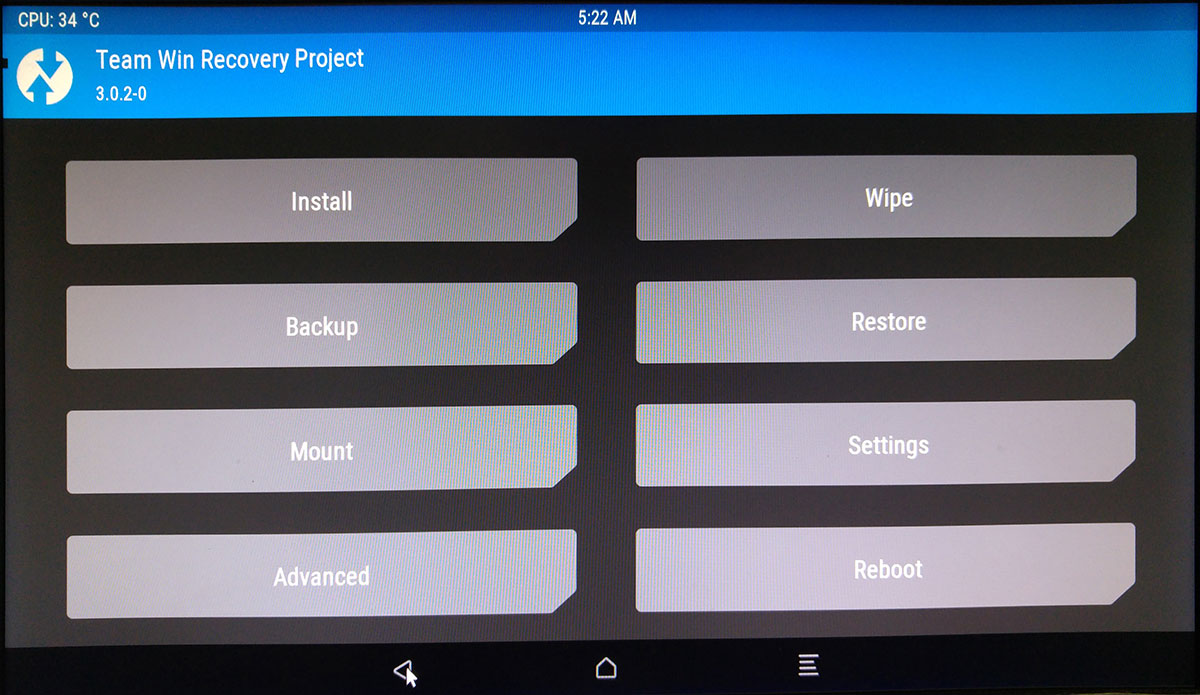 CPU: 34 °C
5:22 AM
Team Win Recovery Project
3.0.2-0
Install
Wipe
Backup
Restore
Mount
Settings
Advanced
Reboot